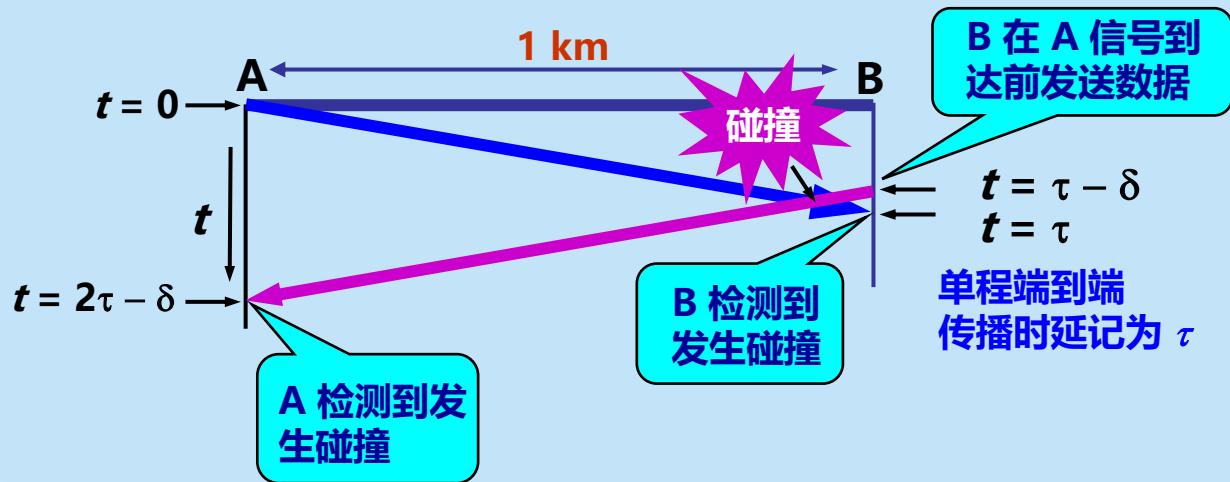 1 km
A
B
B 在 A 信号到
达前发送数据
t = 0
碰撞
t = τ – δ
t
t = τ
t = 2τ – δ
B 检测到
发生碰撞
单程端到端
传播时延记为 τ
A 检测到发
生碰撞